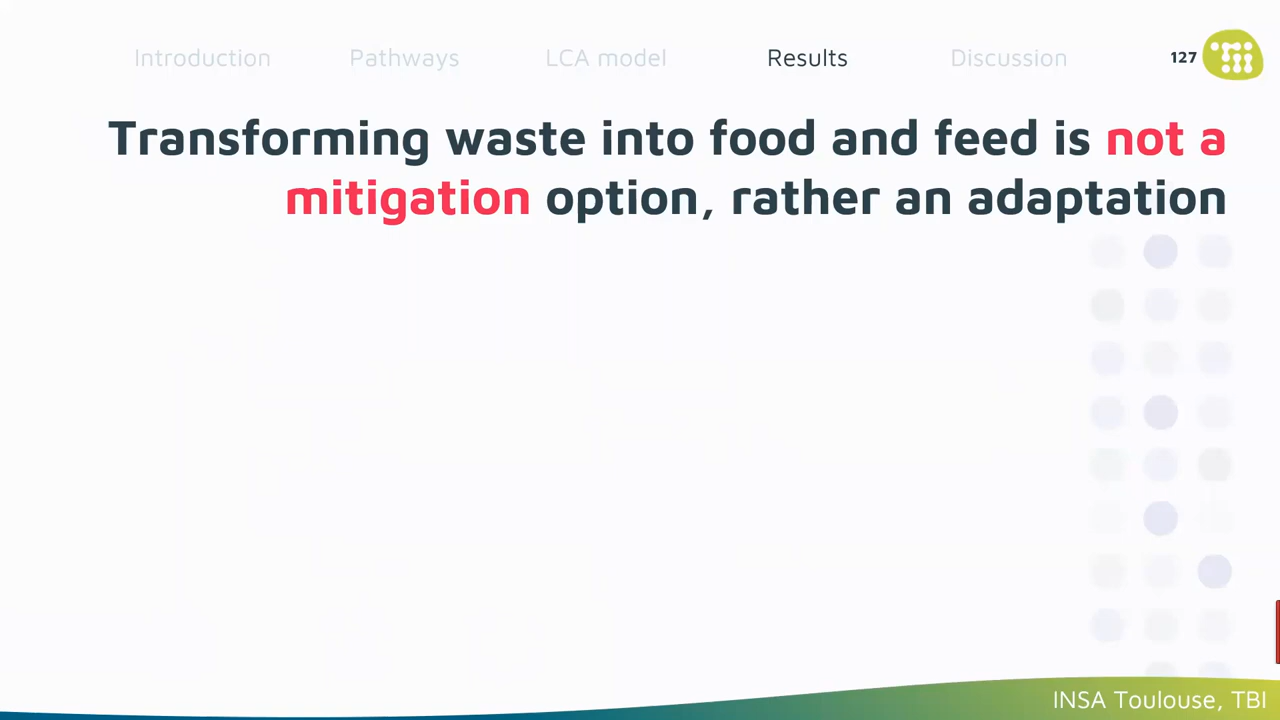 Introduction Pathways LCA model Results Discussion 127
Transforming waste into food and feed is not a
mitigation option, rather an adaptation
INSA Toulouse, TBI